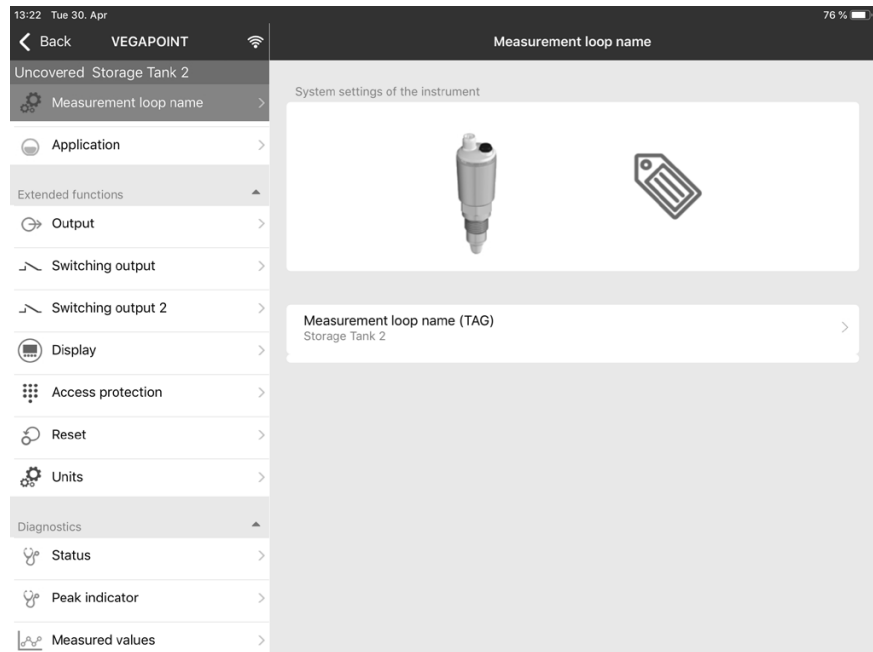 13:22 Tue 30. Apr
76 %
Back
VEGAPOINT
Measurement loop name
Uncovered Storage Tank 2
Measurement loop name
Application
Extended functions
Output
Switching output
Switching output 2
Display
Access protection
Reset
Units
Diagnostics
Status
Peak indicator
Measured values
System settings of the instrument
Measurement loop name (TAG)
Storage Tank 2